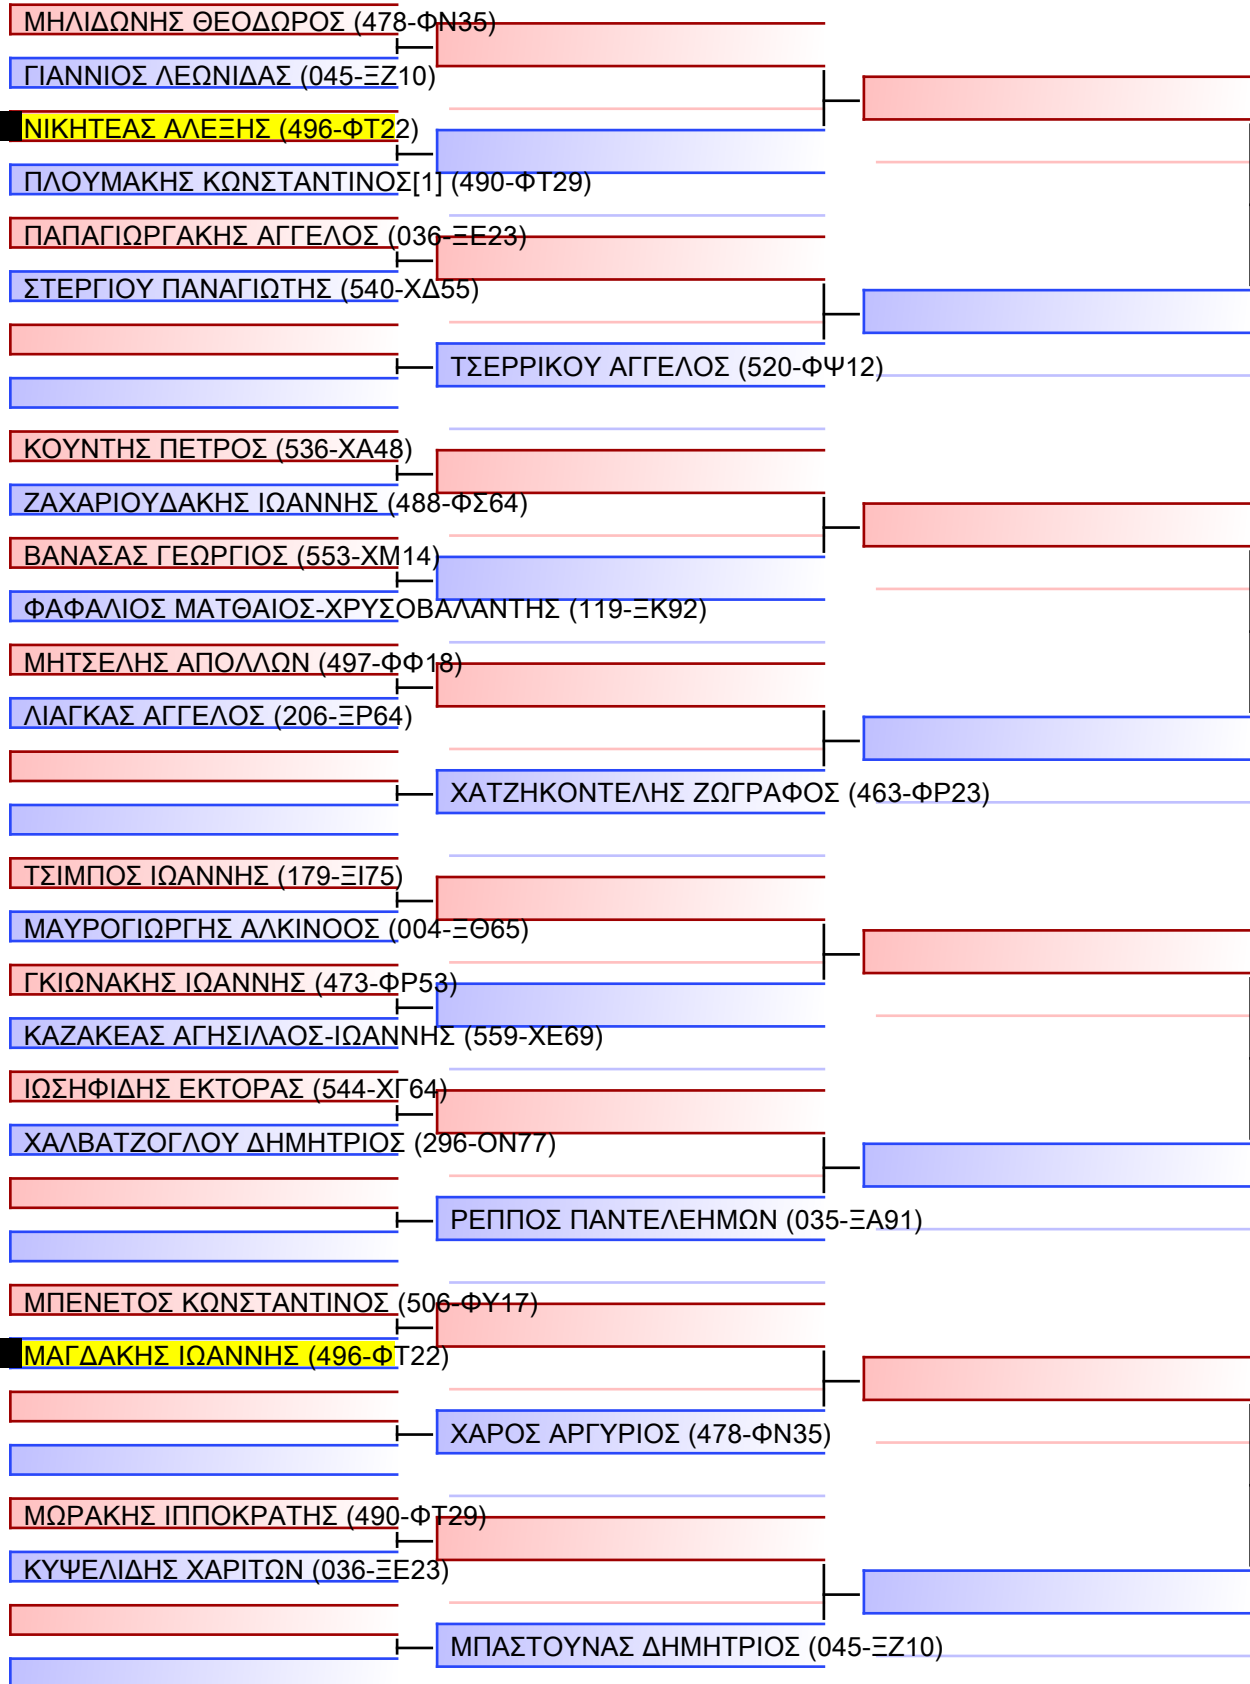 ΜΗΛΙΔΩΝΗΣ ΘΕΟΔΩΡΟΣ (478-ΦΝ35)
ΓΙΑΝΝΙΟΣ ΛΕΩΝΙΔΑΣ (045-ΞΖ10)
ΝΙΚΗΤΕΑΣ ΑΛΕΞΗΣ (496-ΦΤ22)
ΠΛΟΥΜΑΚΗΣ ΚΩΝΣΤΑΝΤΙΝΟΣ[1] (490-ΦΤ29)
ΠΑΠΑΓΙΩΡΓΑΚΗΣ ΑΓΓΕΛΟΣ (036-ΞΕ23)
ΣΤΕΡΓΙΟΥ ΠΑΝΑΓΙΩΤΗΣ (540-ΧΔ55)
ΤΣΕΡΡΙΚΟΥ ΑΓΓΕΛΟΣ (520-ΦΨ12)
ΚΟΥΝΤΗΣ ΠΕΤΡΟΣ (536-ΧΑ48)
ΖΑΧΑΡΙΟΥΔΑΚΗΣ ΙΩΑΝΝΗΣ (488-ΦΣ64)
ΒΑΝΑΣΑΣ ΓΕΩΡΓΙΟΣ (553-ΧΜ14)
ΦΑΦΑΛΙΟΣ ΜΑΤΘΑΙΟΣ-ΧΡΥΣΟΒΑΛΑΝΤΗΣ (119-ΞΚ92)
ΜΗΤΣΕΛΗΣ ΑΠΟΛΛΩΝ (497-ΦΦ18)
ΛΙΑΓΚΑΣ ΑΓΓΕΛΟΣ (206-ΞΡ64)
ΧΑΤΖΗΚΟΝΤΕΛΗΣ ΖΩΓΡΑΦΟΣ (463-ΦΡ23)
ΤΣΙΜΠΟΣ ΙΩΑΝΝΗΣ (179-ΞΙ75)
ΜΑΥΡΟΓΙΩΡΓΗΣ ΑΛΚΙΝΟΟΣ (004-ΞΘ65)
ΓΚΙΩΝΑΚΗΣ ΙΩΑΝΝΗΣ (473-ΦΡ53)
ΚΑΖΑΚΕΑΣ ΑΓΗΣΙΛΑΟΣ-ΙΩΑΝΝΗΣ (559-ΧΕ69)
ΙΩΣΗΦΙΔΗΣ ΕΚΤΟΡΑΣ (544-ΧΓ64)
ΧΑΛΒΑΤΖΟΓΛΟΥ ΔΗΜΗΤΡΙΟΣ (296-ΟΝ77)
ΡΕΠΠΟΣ ΠΑΝΤΕΛΕΗΜΩΝ (035-ΞΑ91)
ΜΠΕΝΕΤΟΣ ΚΩΝΣΤΑΝΤΙΝΟΣ (506-ΦΥ17)
ΜΑΓΔΑΚΗΣ ΙΩΑΝΝΗΣ (496-ΦΤ22)
ΧΑΡΟΣ ΑΡΓΥΡΙΟΣ (478-ΦΝ35)
ΜΩΡΑΚΗΣ ΙΠΠΟΚΡΑΤΗΣ (490-ΦΤ29)
ΚΥΨΕΛΙΔΗΣ ΧΑΡΙΤΩΝ (036-ΞΕ23)
ΜΠΑΣΤΟΥΝΑΣ ΔΗΜΗΤΡΙΟΣ (045-ΞΖ10)